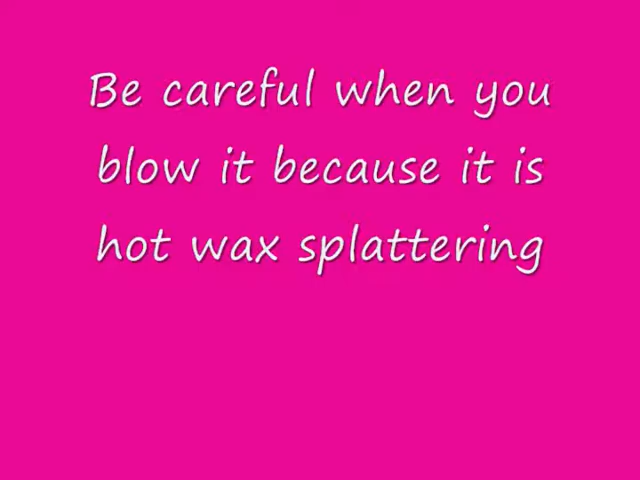 Be careful when you
blow it because it is
hot wax splattering